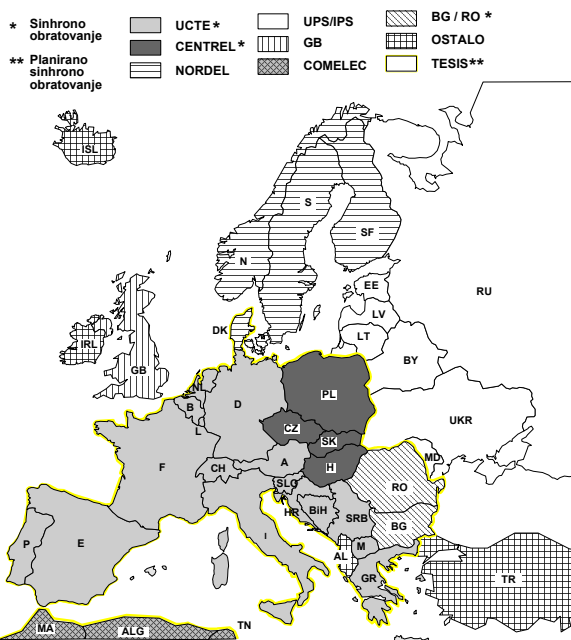 * Sinhrono
obratovanje
** Planirano
sinhrono
obratovanje
UCTE*
CENTREL*
NORDEL
UPS/IPS
GB
COMELEC
BG / RO *
OSTALO
TESIS**
ISL
S
SF
N
EE
RU
LV
DK
LT
IRL
BY
GB
NL
PL
B
D
UKR
CZ
L
SK
MD
A
F
CH
H
SLO
RO
HR
BiH
SRB
BG
I
P
E
M
AL
GR
TR
TN
MA
ALG